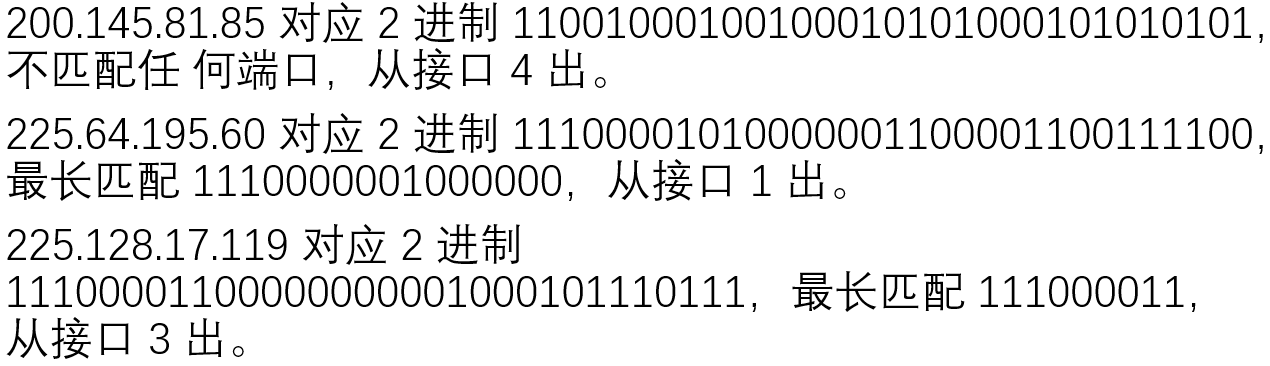 200.145.81.85 对应 2 进制 11001000100100010101000101010101,
不匹配任 何端口，从接口 4 出。
225.64.195.60 对应 2 进制 11100001010000001100001100111100,
最长匹配 1110000001000000，从接口 1 出。
225.128.17.119 对应 2 进制
11100001100000000001000101110111，最长匹配 111000011，
从接口 3 出。